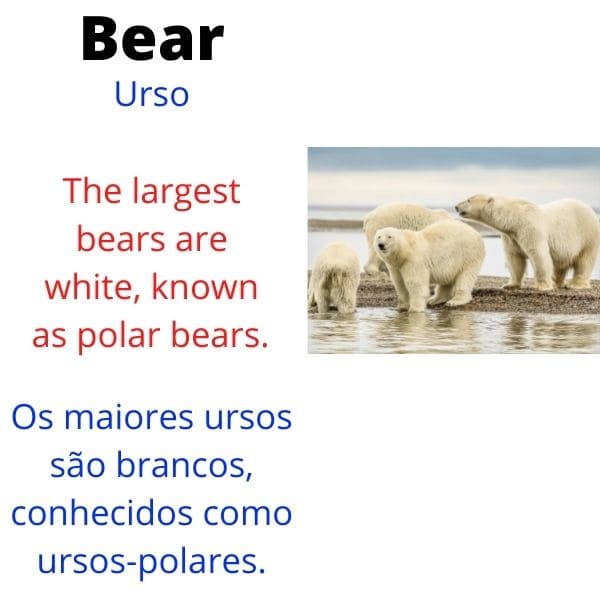 Bear
Urso
The largest
bears are
white, known
as polar bears.
Os maiores ursos
são brancos,
conhecidos como
ursos-polares.